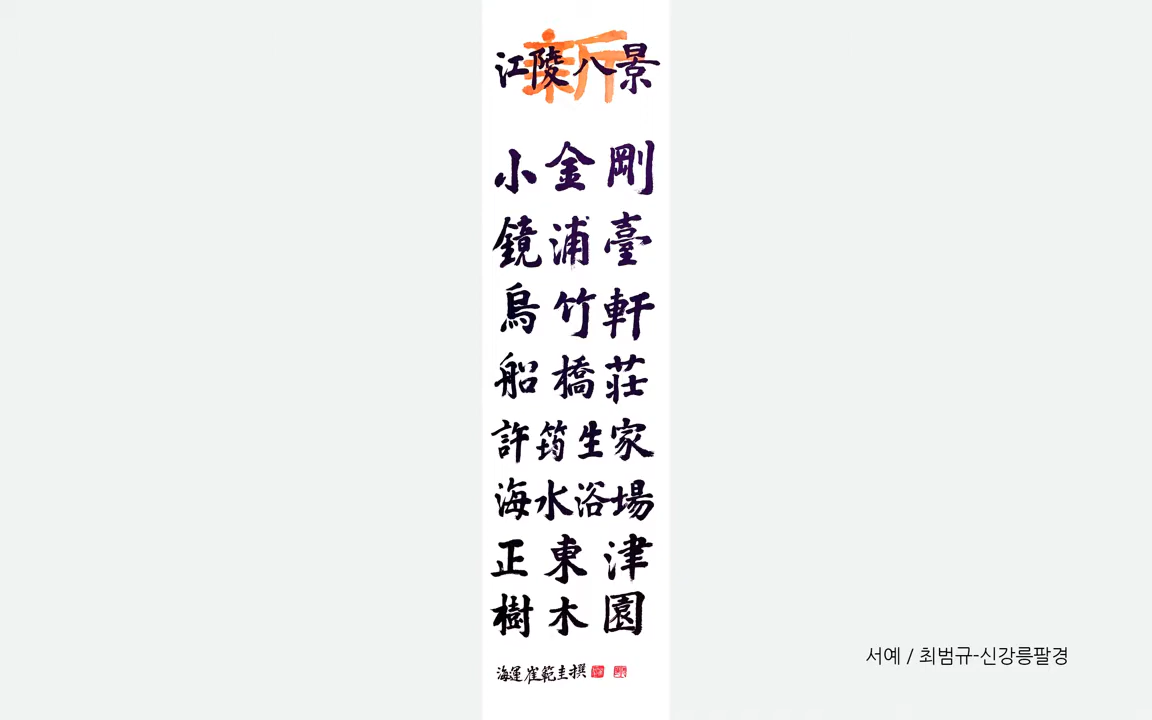 新
江陵八景
小金剛
鏡浦臺
烏竹軒
船橋莊
許筠生家
海水浴場
正東津
樹木園
海運崔範圭撰
서예 / 최범규-신강릉팔경